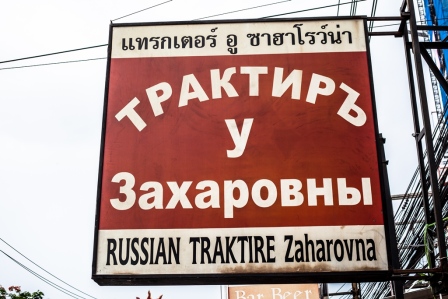 แทรกเตอร์ อู ซาฮาโรว์น่า
ТРАКТИРЪ
У
Захаровны
RUSSIAN TRAKTIRE Zaharovna
Bar Beer